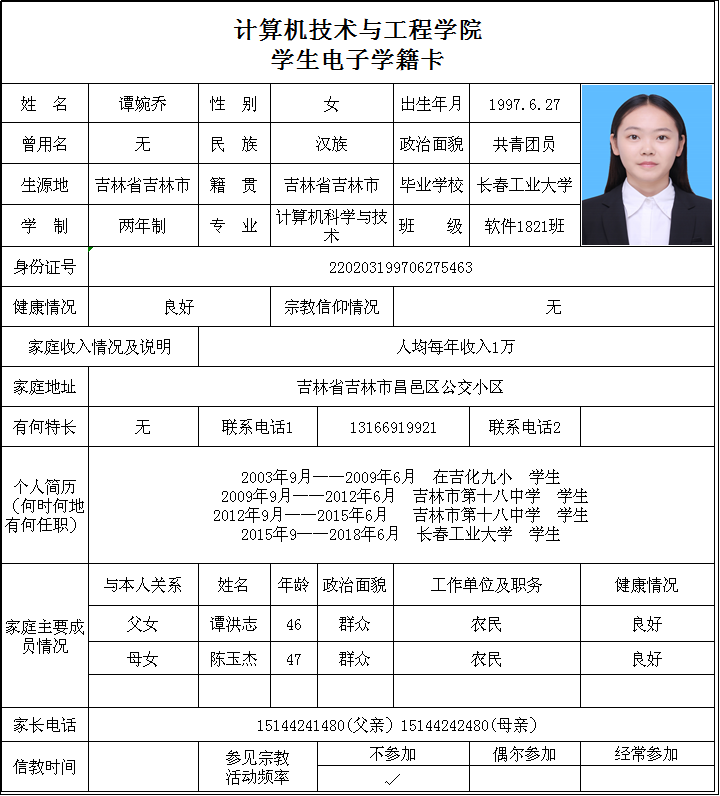 计算机技术与工程学院
学生电子学籍卡
姓 名 谭婉乔 性 别 女 出生年月 1997.6.27
曾用名 无 民 族 汉族 政治面貌 共青团员
生源地 吉林省吉林市 籍 贯 吉林省吉林市 毕业学校 长春工业大学
学 制 两年制 专 业 计算机科学与技术 班 级 软件1821班
身份证号 220203199706275463
健康情况 良好 宗教信仰情况 无
家庭收入情况及说明 人均每年收入1万
家庭地址 吉林省吉林市昌邑区公交小区
有何特长 无 联系电话1 13166919921 联系电话2
个人简历
(何时何地
有何任职)
2003年9月——2009年6月 在吉化九小 学生
2009年9月——2012年6月 吉林市第十八中学 学生
2012年9月——2015年6月 吉林市第十八中学 学生
2015年9——2018年6月 长春工业大学 学生
家庭主要成
员情况
与本人关系 姓名 年龄 政治面貌 工作单位及职务 健康情况
父女 谭洪志 46 群众 农民 良好
母女 陈玉杰 47 群众 农民 良好
家长电话 15144241480(父亲) 15144242480(母亲)
信教时间 参见宗教
活动频率 不参加 偶尔参加 经常参加
✓